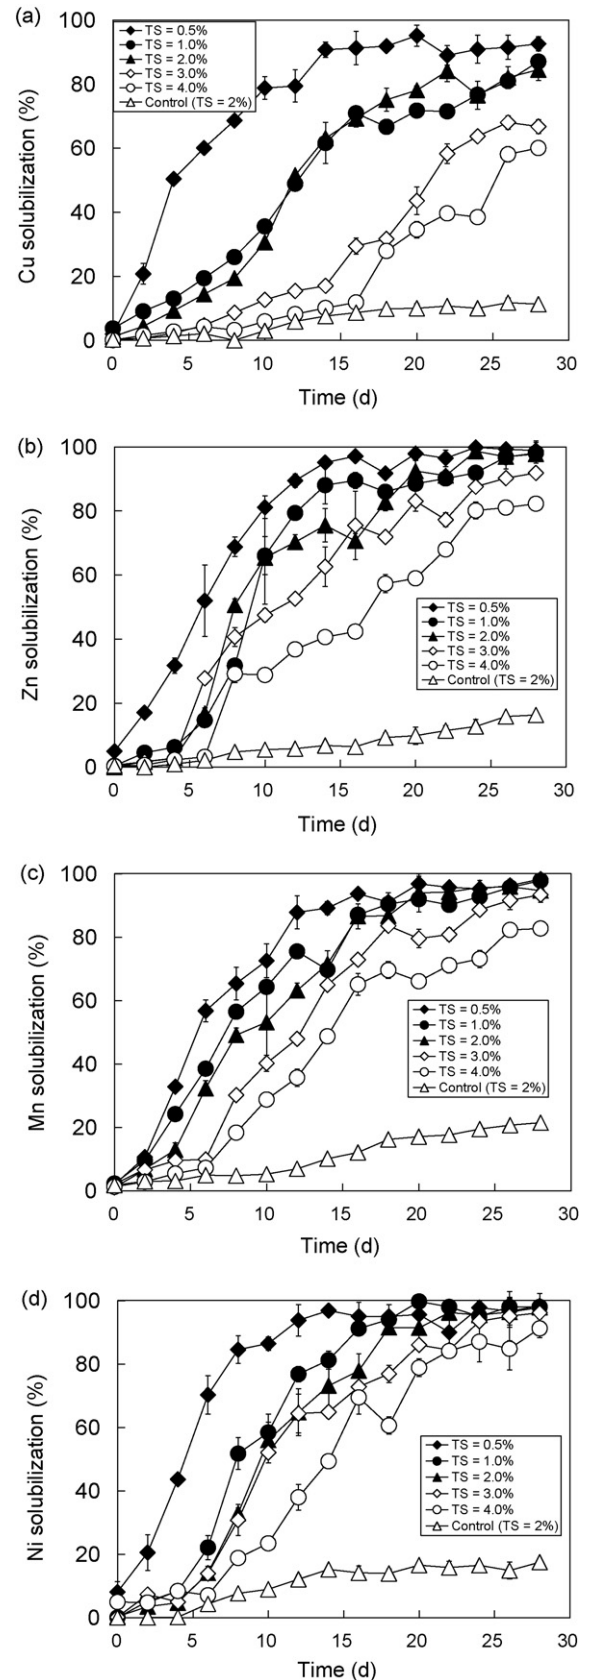 (a)
TS = 0.5%
TS = 1.0%
TS = 2.0%
TS = 3.0%
TS = 4.0%
Control (TS = 2%)
100
80
60
40
20
0
Cu solubilization (%)
0 5 10 15 20 25 30
Time (d)
(b)
100
80
60
40
20
0
Zn solubilization (%)
TS = 0.5%
TS = 1.0%
TS = 2.0%
TS = 3.0%
TS = 4.0%
Control (TS = 2%)
0 5 10 15 20 25 30
Time (d)
(c)
100
80
60
40
20
0
Mn solubilization (%)
TS = 0.5%
TS = 1.0%
TS = 2.0%
TS = 3.0%
TS = 4.0%
Control (TS = 2%)
0 5 10 15 20 25 30
Time (d)
(d)
100
80
60
40
20
0
Ni solubilization (%)
TS = 0.5%
TS = 1.0%
TS = 2.0%
TS = 3.0%
TS = 4.0%
Control (TS = 2%)
0 5 10 15 20 25 30
Time (d)